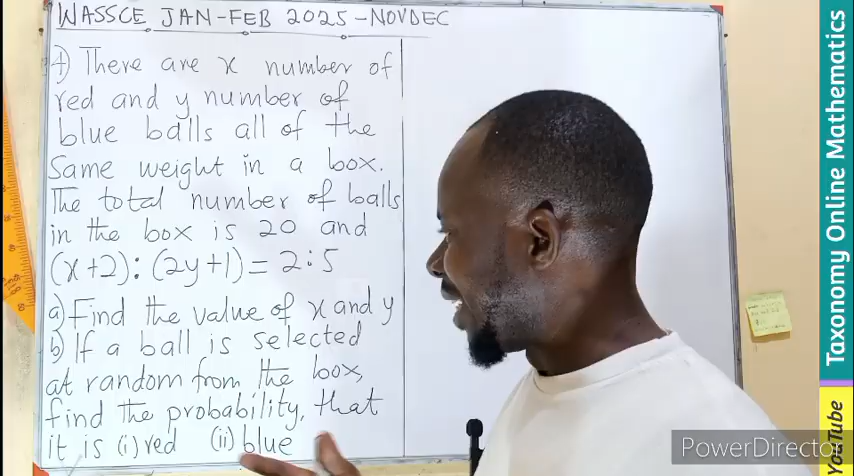 WASSCE JAN-FEB 2025-NOVDEC
1) There are x number of
red and y number of
blue balls all of the
Same weight in a box.
The total number of balls
in the box is 20 and
(x+2):(2y+1)=2:5
a) Find the value of x and y
b) If a ball is selected
at random from the box,
find the probability, that
it is (i) red (ii) blue
Taxonomy Online Mathematics
YouTube
PowerDirector